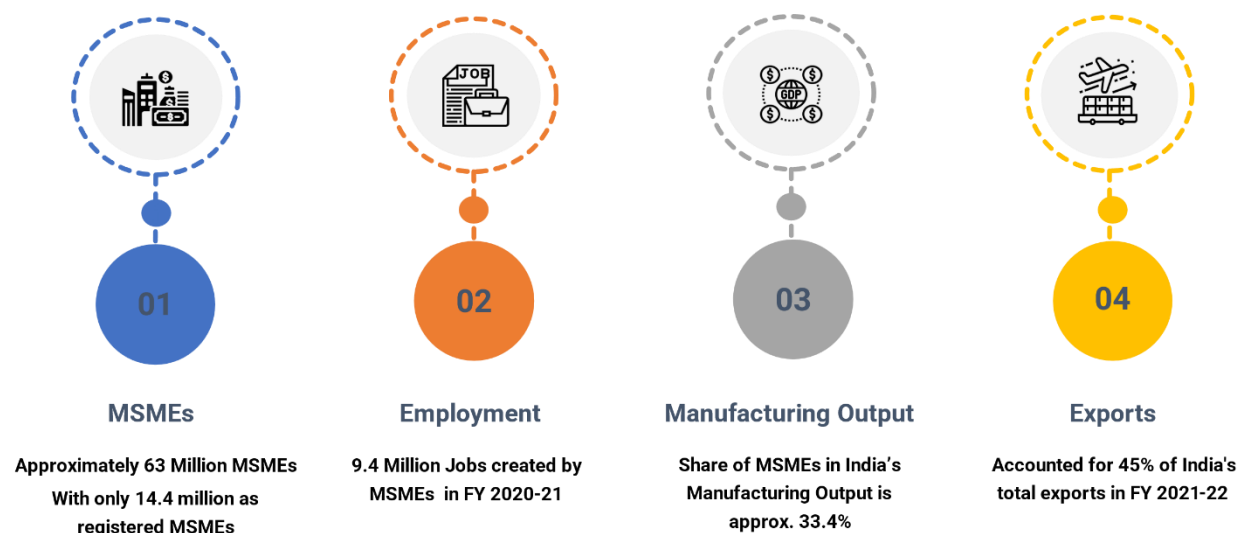 JOB
GDP
01
02
03
04
MSMEs
Approximately 63 Million MSMEs
With only 14.4 million as
registered MSMEs
Employment
9.4 Million Jobs created by
MSMEs in FY 2020-21
Manufacturing Output
Share of MSMEs in India’s
Manufacturing Output is
approx. 33.4%
Exports
Accounted for 45% of India's
total exports in FY 2021-22